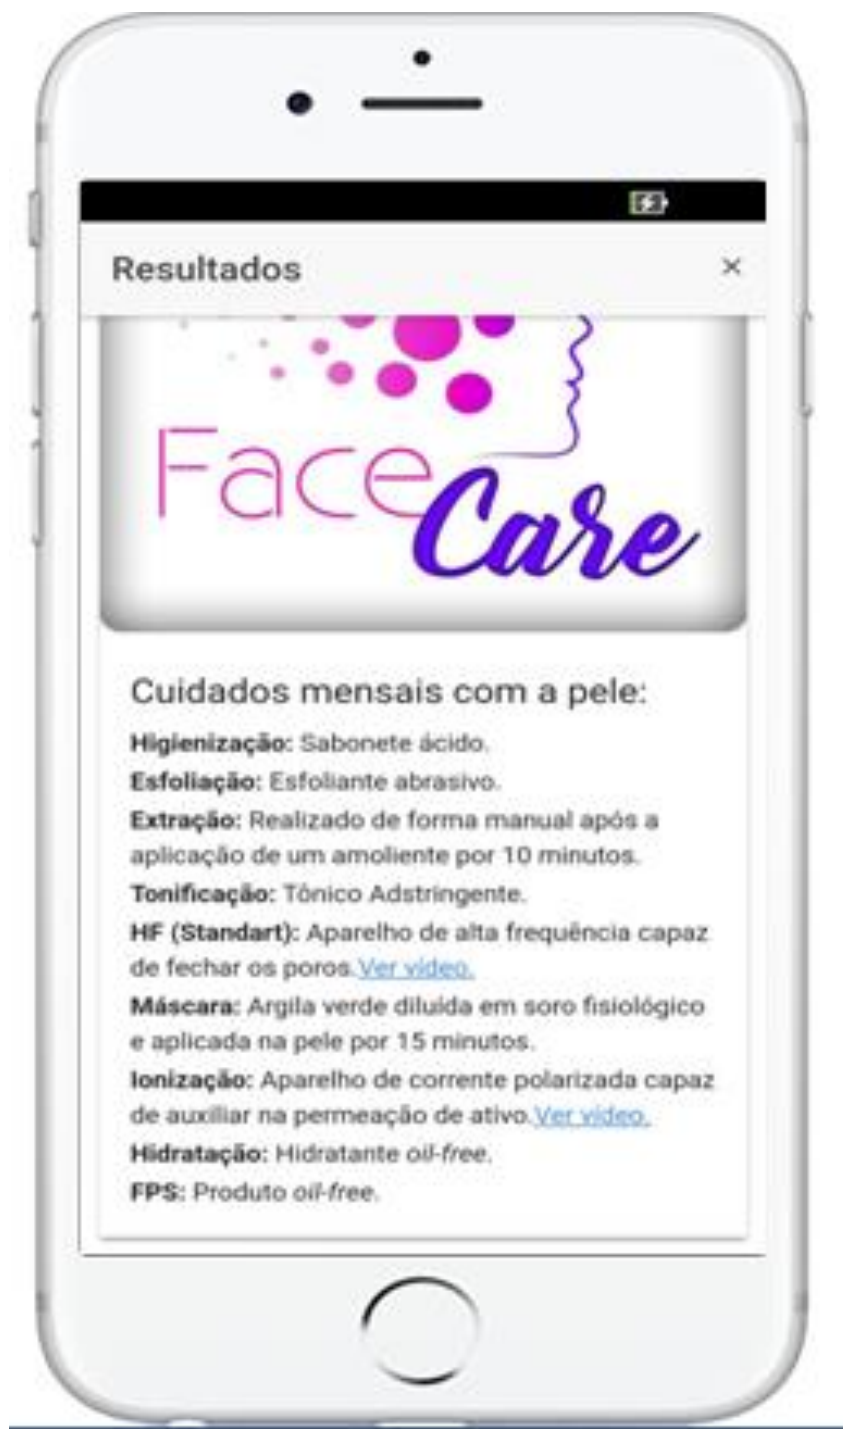 Resultados
×
Face
Care
Cuidados mensais com a pele:
Higienização: Sabonete ácido.
Esfoliação: Esfoliante abrasivo.
Extração: Realizado de forma manual após a
aplicação de um amoliente por 10 minutos.
Tonificação: Tônico Adstringente.
HF (Standart): Aparelho de alta frequência capaz
de fechar os poros.Ver vídeo.
Máscara: Argila verde diluída em soro fisiológico
e aplicada na pele por 15 minutos.
Ionização: Aparelho de corrente polarizada capaz
de auxiliar na permeação de ativo.Ver vídeo.
Hidratação: Hidratante oil-free.
FPS: Produto oil-free.